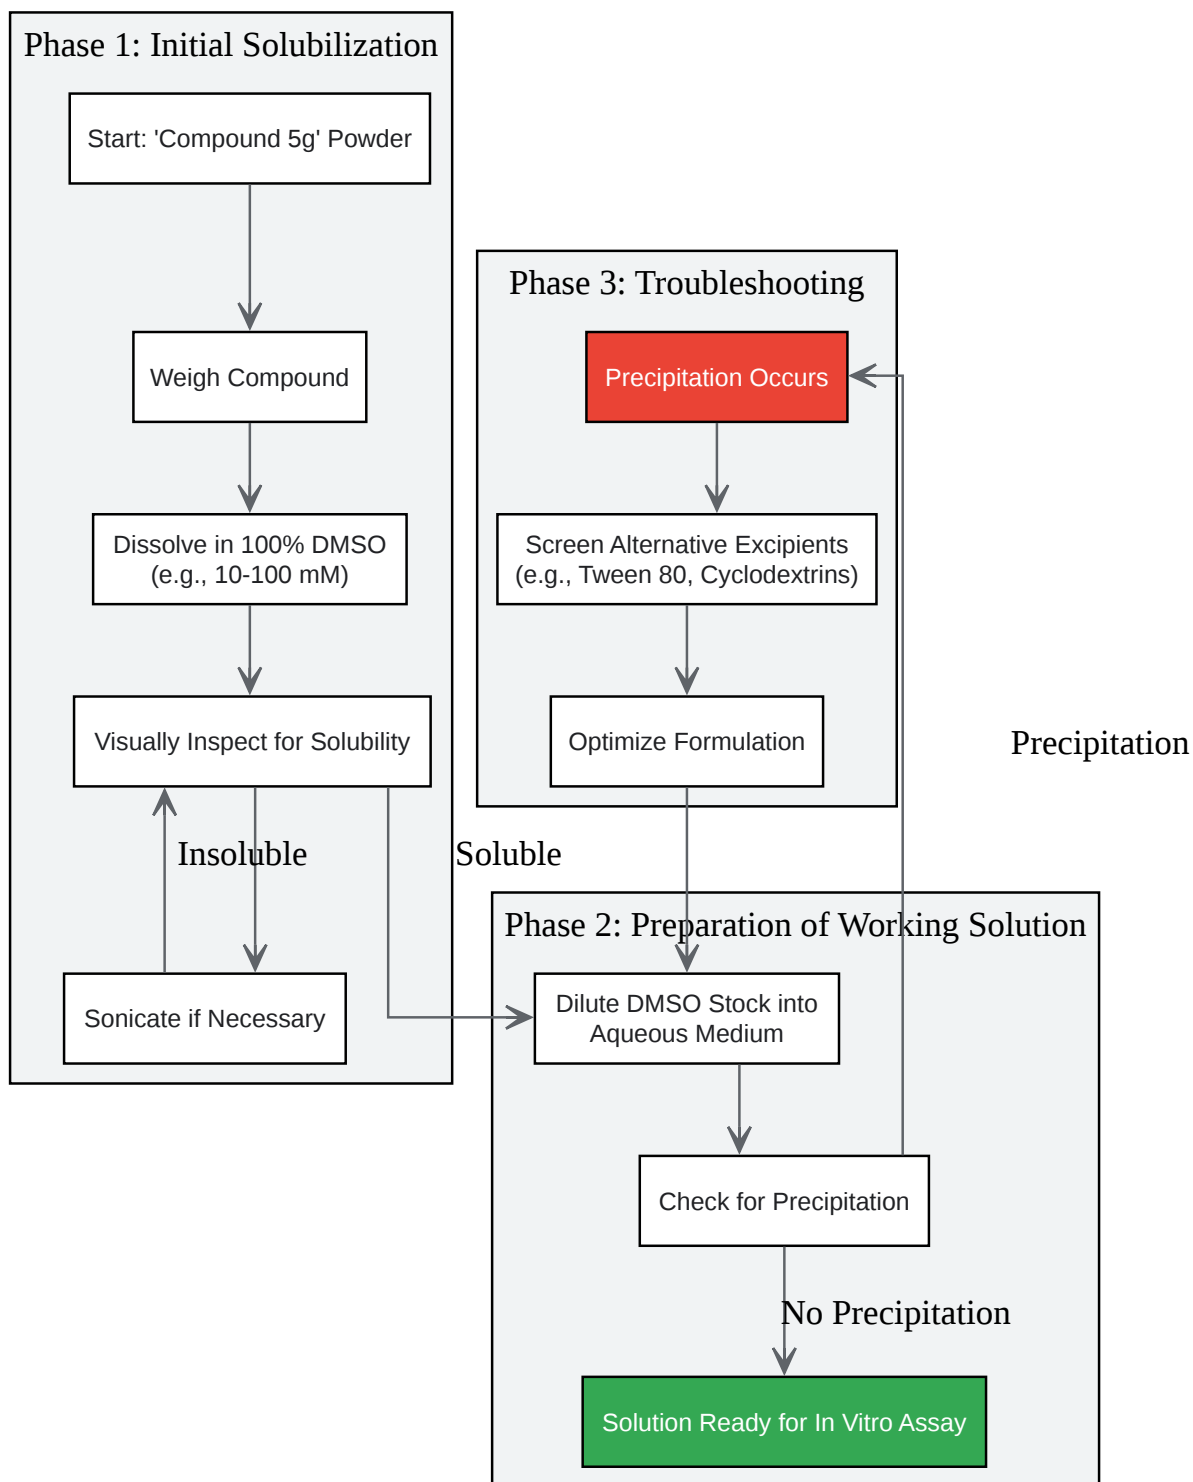 Phase 1: Initial Solubilization
Start: 'Compound 5g' Powder
Weigh Compound
Dissolve in 100% DMSO
(e.g., 10-100 mM)
Visually Inspect for Solubility
Insoluble
Soluble
Sonicate if Necessary
Phase 3: Troubleshooting
Precipitation Occurs
Screen Alternative Excipients
(e.g., Tween 80, Cyclodextrins)
Optimize Formulation
Precipitation
Phase 2: Preparation of Working Solution
Dilute DMSO Stock into
Aqueous Medium
Check for Precipitation
No Precipitation
Solution Ready for In Vitro Assay